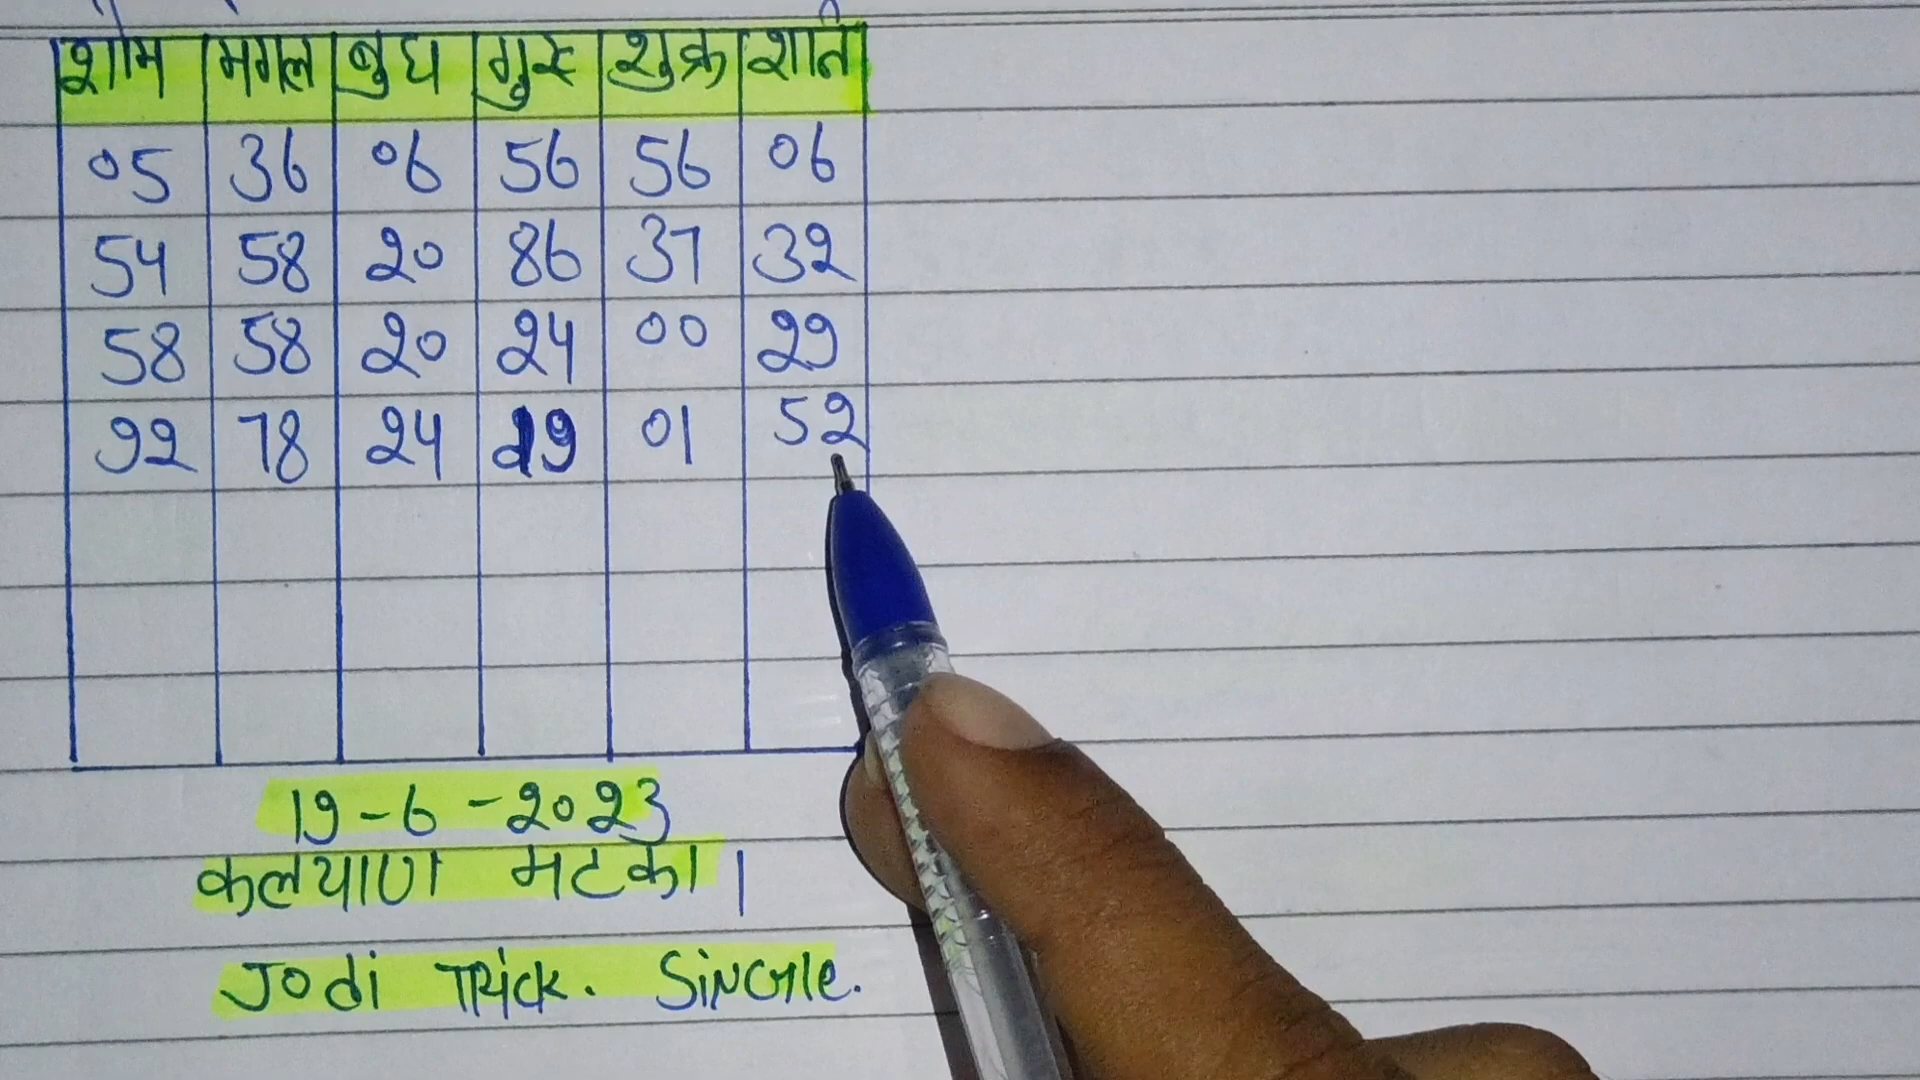 शोम मंगल बुध गुरू शुक्र शनि
05 36 06 56 56 06
54 58 20 86 37 32
58 58 20 24 00 29
92 78 24 19 01 52
19-6-2023
कल्याण मटका।
Jodi Trick. SiNGle.